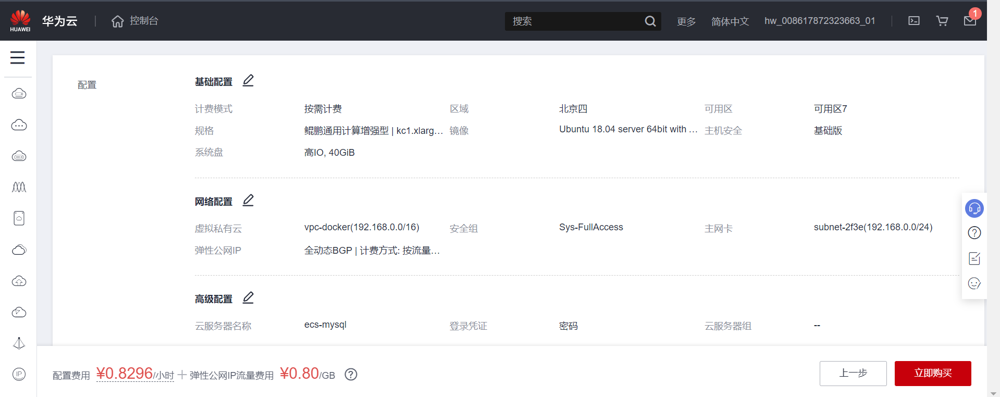 HUAWEI 华为云 控制台 搜索 更多 简体中文 hw_008617872323663_01 1
配置
基础配置
计费模式 按需计费 区域 北京四 可用区 可用区7
规格 鲲鹏通用计算增强型 | kc1.xlarg... 镜像 Ubuntu 18.04 server 64bit with ... 主机安全 基础版
系统盘 高IO, 40GiB
网络配置
虚拟私有云 vpc-docker(192.168.0.0/16) 安全组 Sys-FullAccess 主网卡 subnet-2f3e(192.168.0.0/24)
弹性公网IP 全动态BGP | 计费方式: 按流量...
高级配置
云服务器名称 ecs-mysql 登录凭证 密码 云服务器组 --
IP
配置费用 ¥0.8296/小时 + 弹性公网IP流量费用 ¥0.80/GB 上一步 立即购买